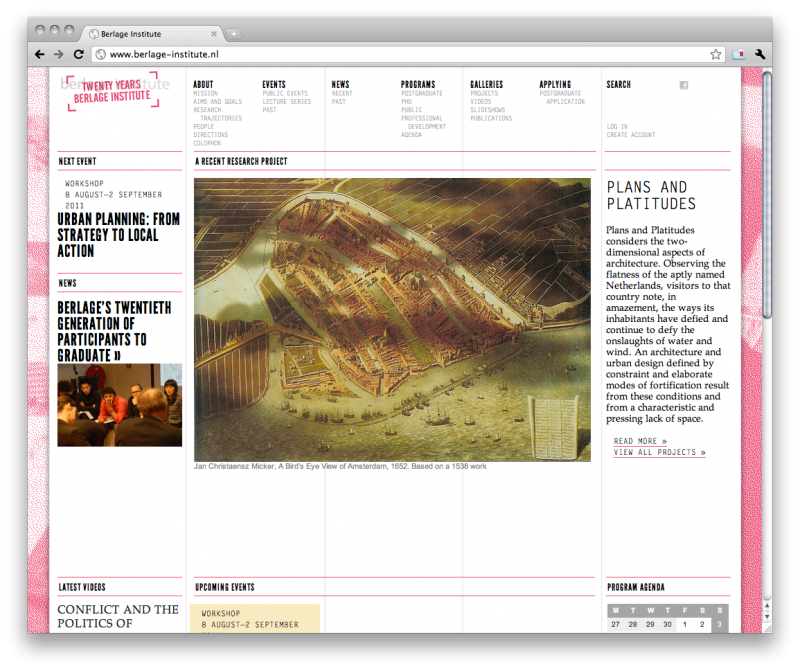 Berlage Institute
www.berlage-institute.nl
TWENTY YEARS
BERLAGE INSTITUTE
ABOUT
MISSION
AIMS AND GOALS
RESEARCH
TRAJECTORIES
PEOPLE
DIRECTIONS
COLOPHON
EVENTS
PUBLIC EVENTS
LECTURE SERIES
PAST
NEWS
RECENT
PAST
PROGRAMS
POSTGRADUATE
PHD
PUBLIC
PROFESSIONAL
DEVELOPMENT
AGENDA
GALLERIES
PROJECTS
VIDEOS
SLIDESHOWS
PUBLICATIONS
APPLYING
POSTGRADUATE
APPLICATION
SEARCH
LOG IN
CREATE ACCOUNT
NEXT EVENT
WORKSHOP
8 AUGUST–2 SEPTEMBER
2011
URBAN PLANNING: FROM
STRATEGY TO LOCAL
ACTION
NEWS
BERLAGE'S TWENTIETH
GENERATION OF
PARTICIPANTS TO
GRADUATE »
A RECENT RESEARCH PROJECT
Jan Christaensz Micker, A Bird's Eye View of Amsterdam, 1652. Based on a 1538 work
PLANS AND
PLATITUDES
Plans and Platitudes
considers the two-
dimensional aspects of
architecture. Observing the
flatness of the aptly named
Netherlands, visitors to that
country note, in
amazement, the ways its
inhabitants have defied and
continue to defy the
onslaughts of water and
wind. An architecture and
urban design defined by
constraint and elaborate
modes of fortification result
from these conditions and
from a characteristic and
pressing lack of space.
READ MORE »
VIEW ALL PROJECTS »
LATEST VIDEOS
CONFLICT AND THE
POLITICS OF
UPCOMING EVENTS
WORKSHOP
8 AUGUST–2 SEPTEMBER
PROGRAM AGENDA
M T W T F S S
27 28 29 30 1 2 3